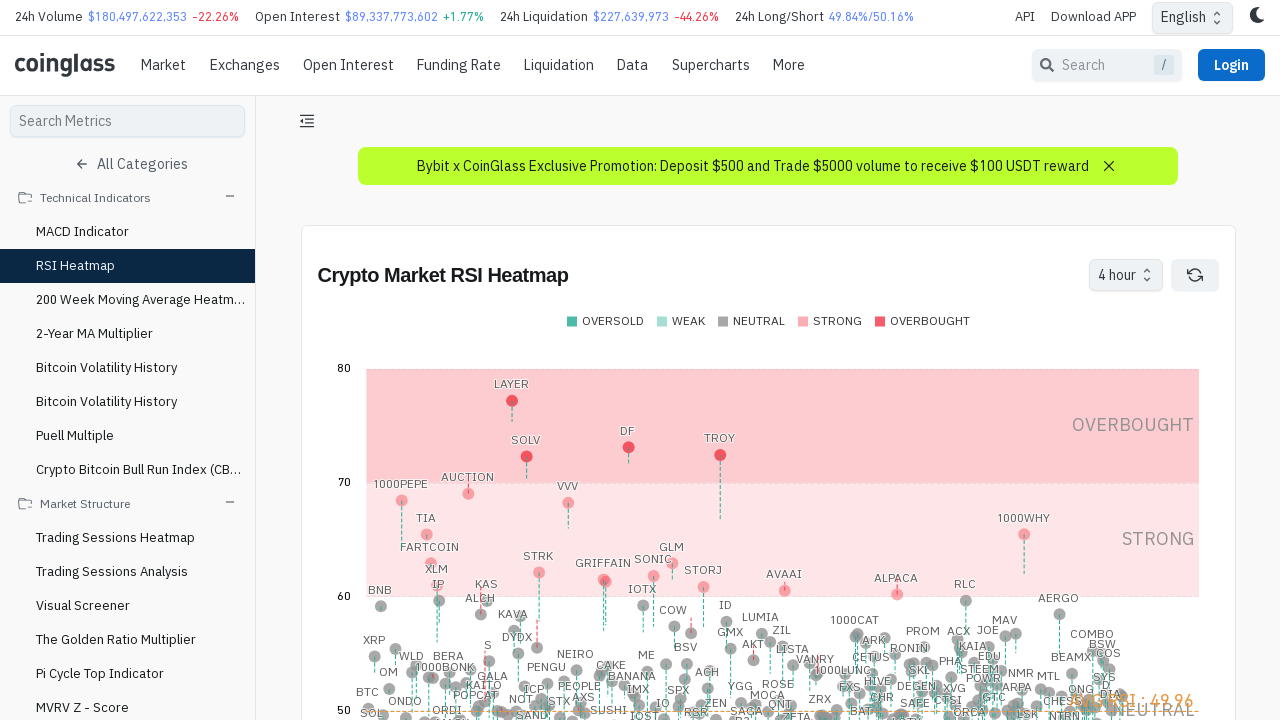 24h Volume $180,497,622,353 -22.26% Open Interest $89,337,773,602 +1.77% 24h Liquidation $227,639,973 -44.26% 24h Long/Short 49.84%/50.16% API Download APP English
coinglass Market Exchanges Open Interest Funding Rate Liquidation Data Supercharts More Search / Login
Search Metrics
All Categories
Technical Indicators
MACD Indicator
RSI Heatmap
200 Week Moving Average Heatm...
2-Year MA Multiplier
Bitcoin Volatility History
Bitcoin Volatility History
Puell Multiple
Crypto Bitcoin Bull Run Index (CB...
Market Structure
Trading Sessions Heatmap
Trading Sessions Analysis
Visual Screener
The Golden Ratio Multiplier
Pi Cycle Top Indicator
MVRV Z - Score
Bybit x CoinGlass Exclusive Promotion: Deposit $500 and Trade $5000 volume to receive $100 USDT reward
Crypto Market RSI Heatmap 4 hour
OVERSOLD WEAK NEUTRAL STRONG OVERBOUGHT
80
LAYER
OVERBOUGHT
DF
SOLV TROY
70
1000PEPE AUCTION VVV
TIA 1000WHY
STRONG
FARTCOIN GLM
STRK GRIFFAIN SONIC
XLM STORJ AVAAI ALPACA
60
BNB IP KAS IOTX RLC
ALCH COW ID AERGO
KAVA LUMIA 1000CAT MAV
XRP DYDX GMX ZIL PROM ACX JOE COMBO
S BSV AKT LISTA ARK RONIN KAIA BSW
WLD BERA NEIRO ME VANRY CETUS PHA EDU BEAMX
OM 1000BONK PENGU CAKE ACH 1000LUNC SKL STEEM NMR MTL
GALA BANANA HIVE POWR SYS
BTC KAITO ICP PEOPLE IMX SPX YGG ROSE FXS DEGEN XVG ARPA ONG
ONDO POPCAT NOT STX AXS IO ZEN MOCA ONT ZRX CHR SAFE CTSI GTC
50
SOL ORDI SAND SUSHI IOST RSR SAGA ZETA BAT ORCA LSK
NEUTRAL